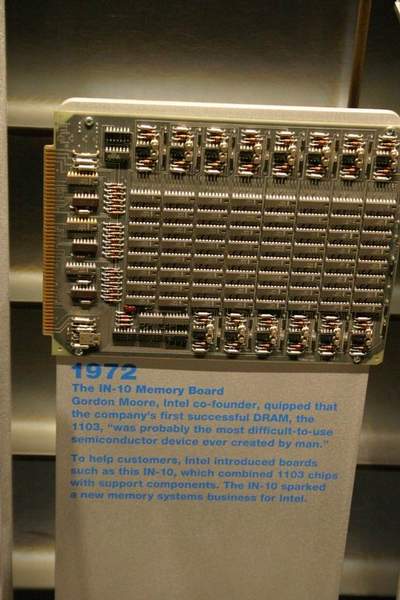 1972
The IN-10 Memory Board
Gordon Moore, Intel co-founder, quipped that
the company's first successful DRAM, the
1103, "was probably the most difficult-to-use
semiconductor device ever created by man."
To help customers, Intel introduced boards
such as this IN-10, which combined 1103 chips
with support components. The IN-10 sparked
a new memory systems business for Intel.